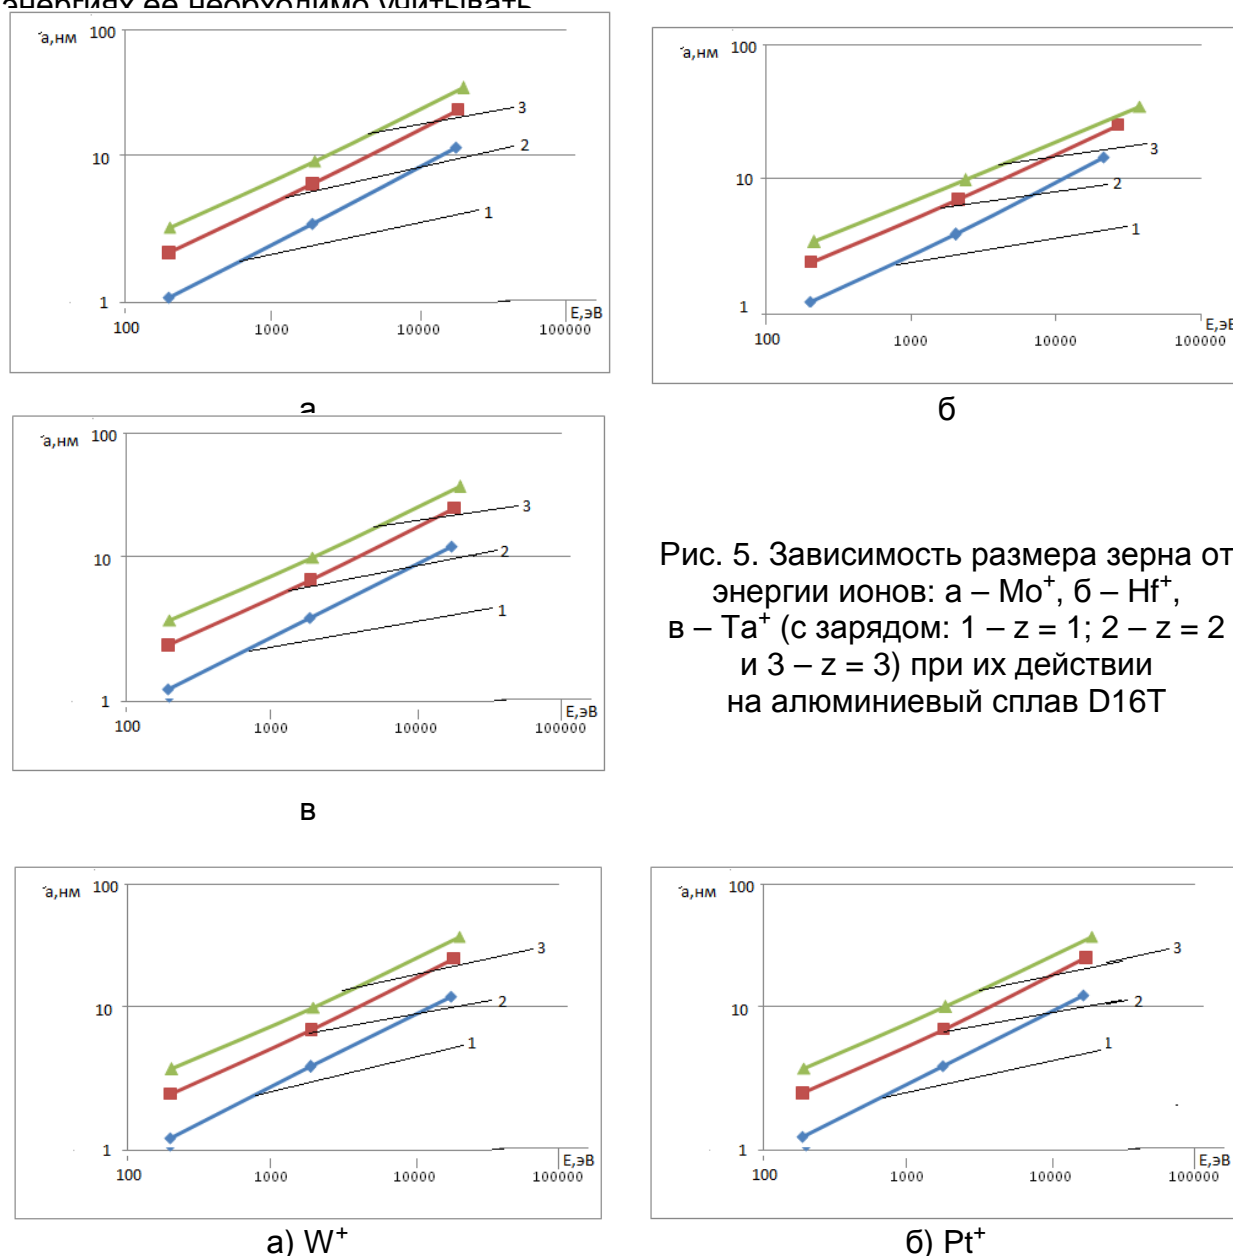 энергиях ее необходимо учитывать
а,нм 100
10
1
100 1000 10000 100000
Е,эВ
3
2
1
а
а,нм 100
10
1
100 1000 10000 100000
Е,эВ
3
2
1
б
а,нм 100
10
1
100 1000 10000 100000
Е,эВ
3
2
1
в
Рис. 5. Зависимость размера зерна от
энергии ионов: а – Mo⁺, б – Hf⁺,
в – Ta⁺ (с зарядом: 1 – z = 1; 2 – z = 2
и 3 – z = 3) при их действии
на алюминиевый сплав D16T
а,нм 100
10
1
100 1000 10000 100000
Е,эВ
3
2
1
а) W⁺
а,нм 100
10
1
100 1000 10000 100000
Е,эВ
3
2
1
б) Pt⁺